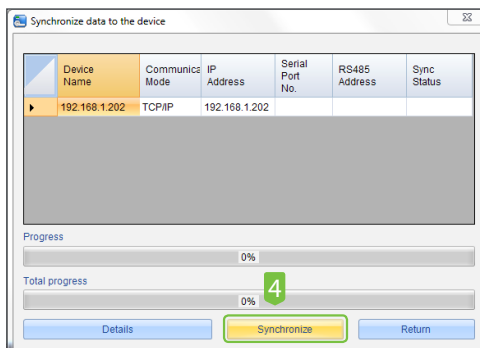 Synchronize data to the device
Device Name
Communica Mode
IP Address
Serial Port No.
RS485 Address
Sync Status
192.168.1.202 TCP/IP 192.168.1.202
Progress
0%
Total progress
0%
4
Details Synchronize Return